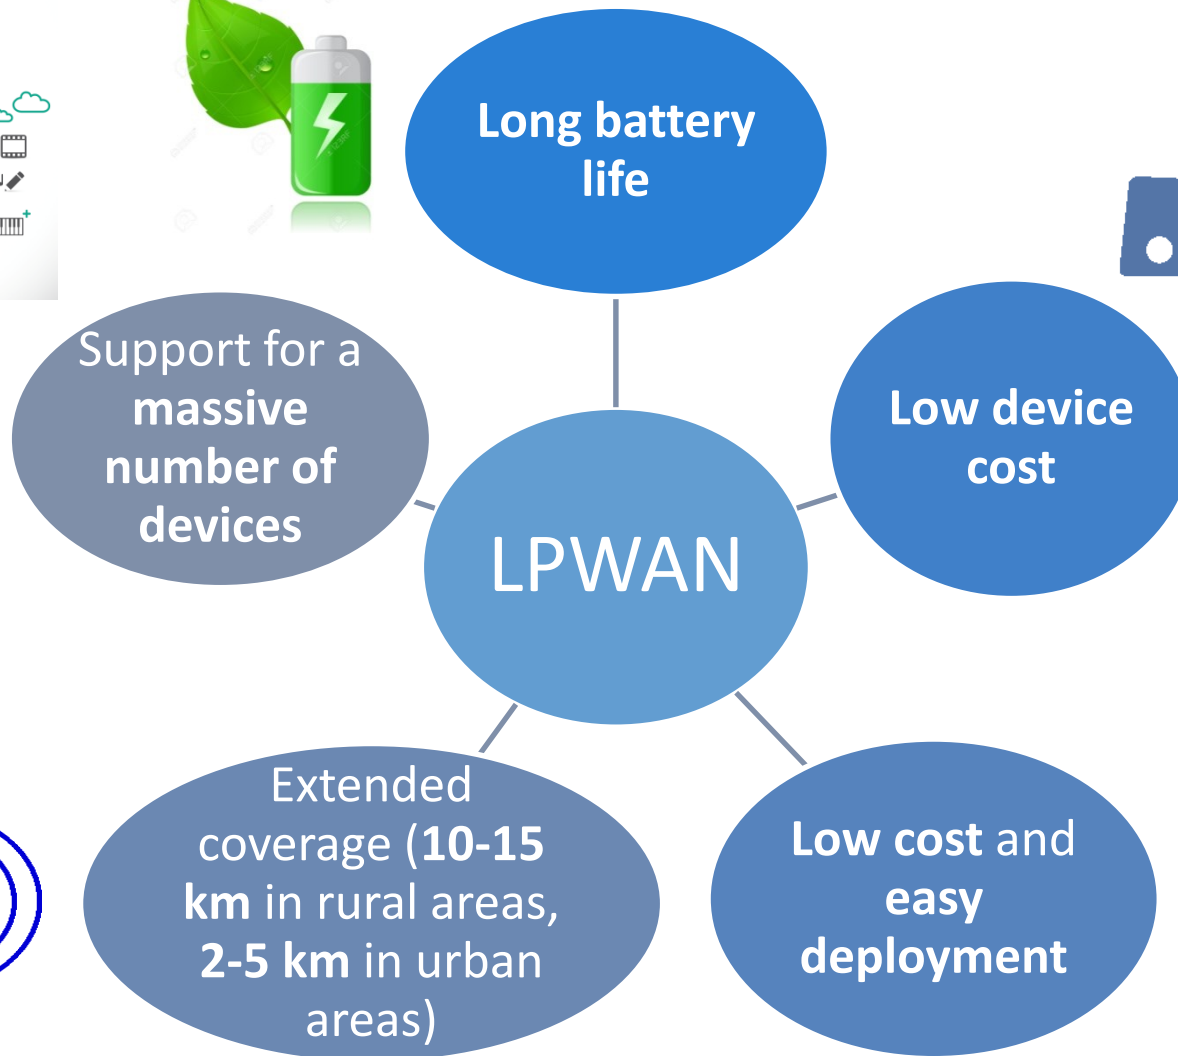 Long battery
life
Support for a
massive
number of
devices
Low device
cost
LPWAN
Extended
coverage (10-15
km in rural areas,
2-5 km in urban
areas)
Low cost and
easy
deployment